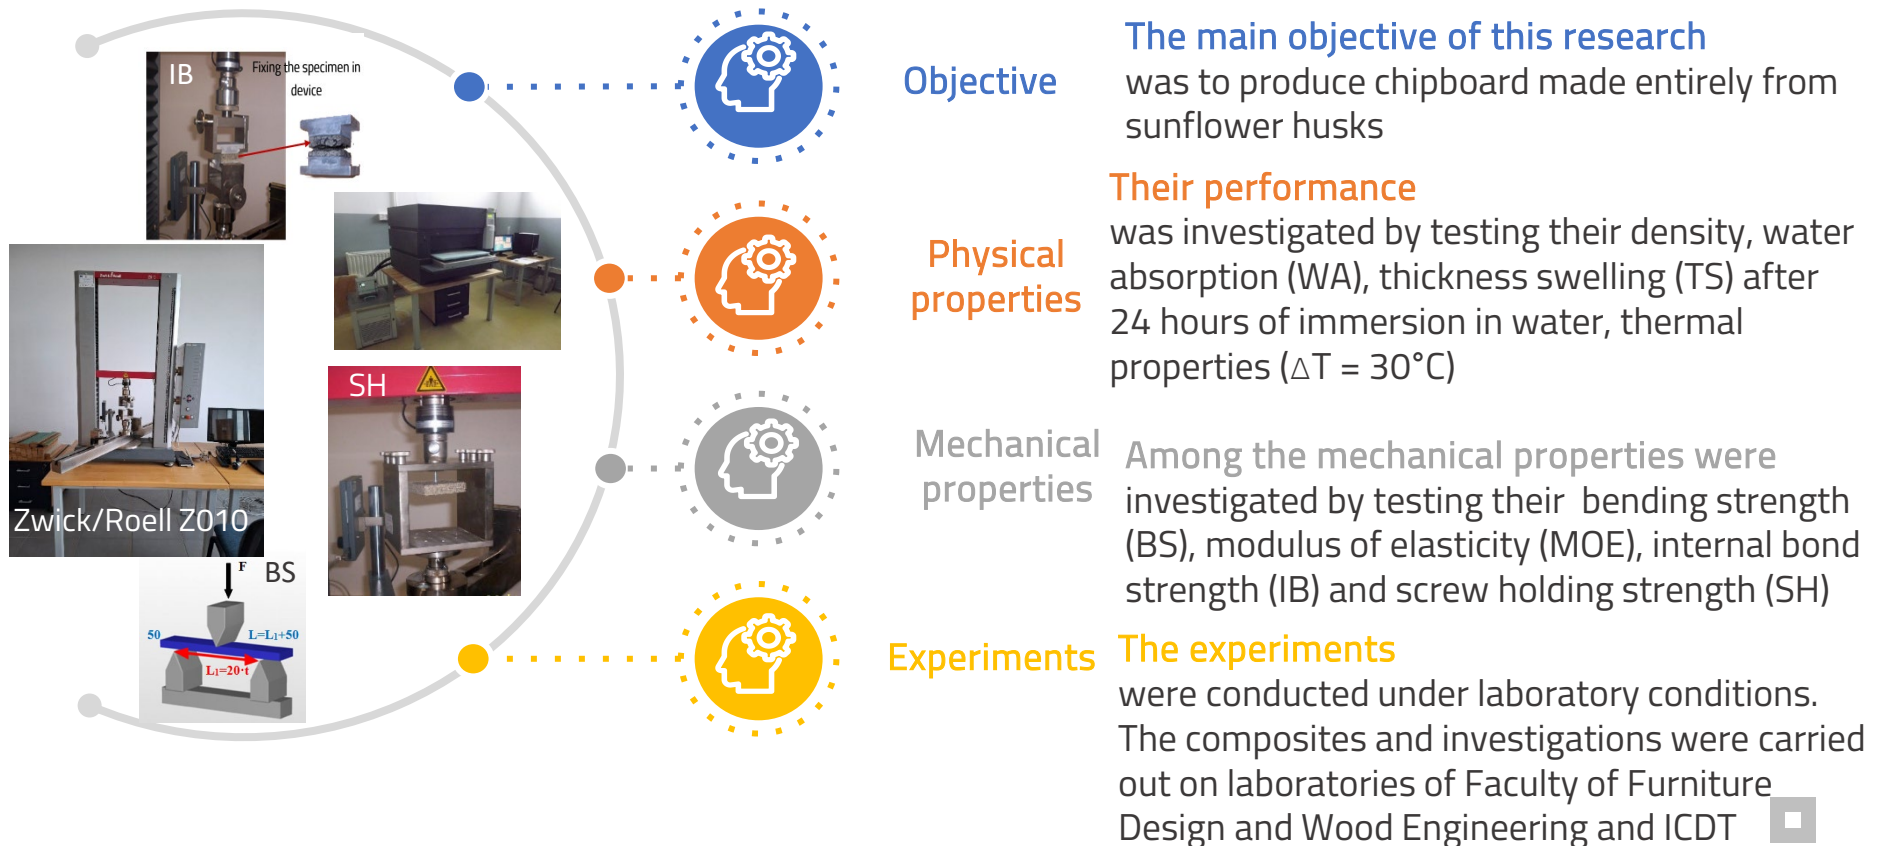 IB
Fixing the specimen in
device
Zwick/Roell Z010
SH
F
BS
50
L=L1+50
L1=20·t
Objective
The main objective of this research
was to produce chipboard made entirely from
sunflower husks
Physical
properties
Their performance
was investigated by testing their density, water
absorption (WA), thickness swelling (TS) after
24 hours of immersion in water, thermal
properties (△T = 30°C)
Mechanical
properties
Among the mechanical properties were
investigated by testing their  bending strength
(BS), modulus of elasticity (MOE), internal bond
strength (IB) and screw holding strength (SH)
Experiments
The experiments
were conducted under laboratory conditions.
The composites and investigations were carried
out on laboratories of Faculty of Furniture
Design and Wood Engineering and ICDT